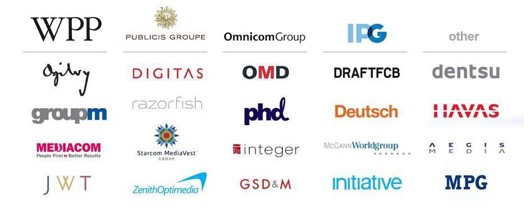 WPP
PUBLICIS GROUPE
OmnicomGroup
IPG
other
Ogilvy
DIGITAS
OMD
DRAFTFCB
dentsu
groupm
razorfish
phd
Deutsch
HAVAS
MEDIACOM
People First >> Better Results
Starcom MediaVest
GROUP
integer
McCANN Worldgroup
AEGIS
MEDIA
JWT
ZenithOptimedia
GSD&M
initiative
MPG